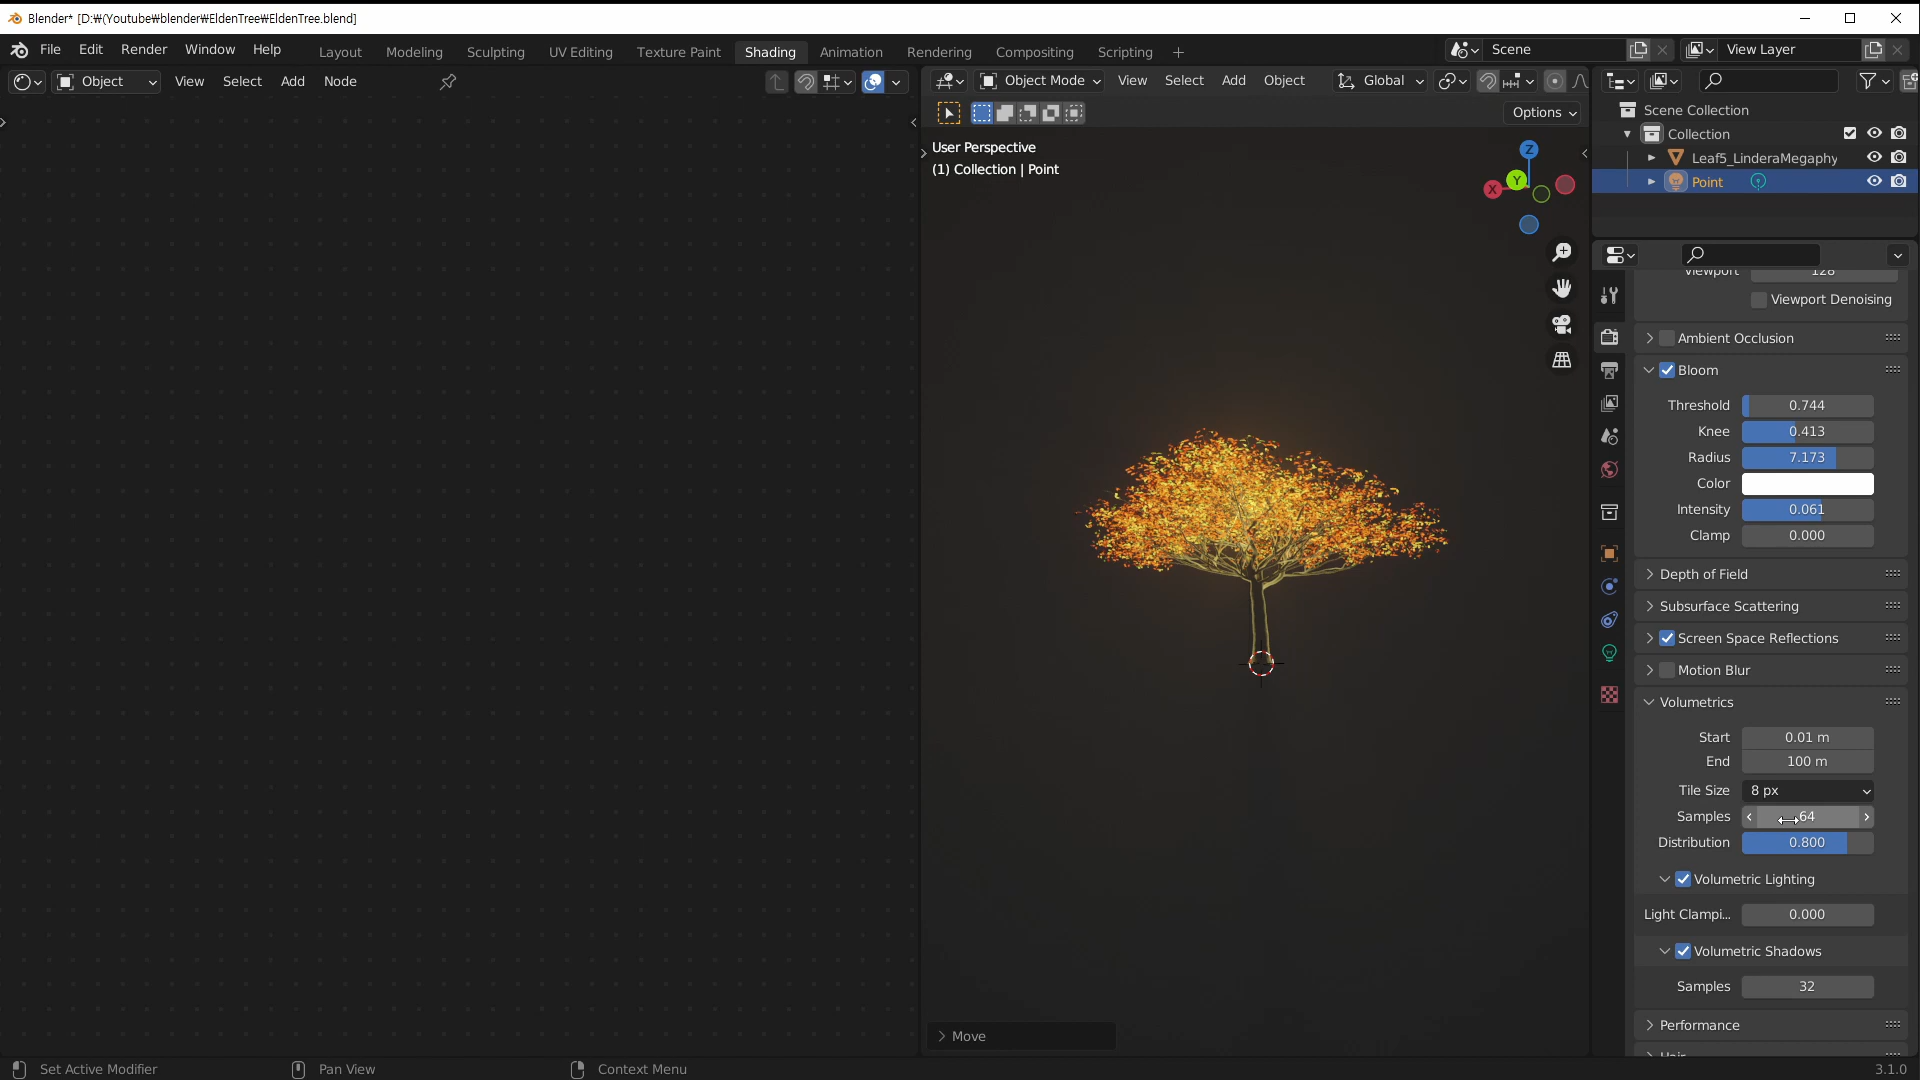 Blender* [D:₩(Youtube₩blender₩EldenTree₩EldenTree.blend]
File Edit Render Window Help
Layout Modeling Sculpting UV Editing Texture Paint Shading Animation Rendering Compositing Scripting +
Scene
View Layer
Object View Select Add Node
Object Mode View Select Add Object Global
Options
User Perspective
(1) Collection | Point
Z
Y
X
Scene Collection
Collection
Leaf5_LinderaMegaphy
Point
Viewport 128
Viewport Denoising
Ambient Occlusion
Bloom
Threshold 0.744
Knee 0.413
Radius 7.173
Color
Intensity 0.061
Clamp 0.000
Depth of Field
Subsurface Scattering
Screen Space Reflections
Motion Blur
Volumetrics
Start 0.01 m
End 100 m
Tile Size 8 px
Samples 64
Distribution 0.800
Volumetric Lighting
Light Clampi... 0.000
Volumetric Shadows
Samples 32
Performance
Hair
Move
Set Active Modifier
Pan View
Context Menu
3.1.0